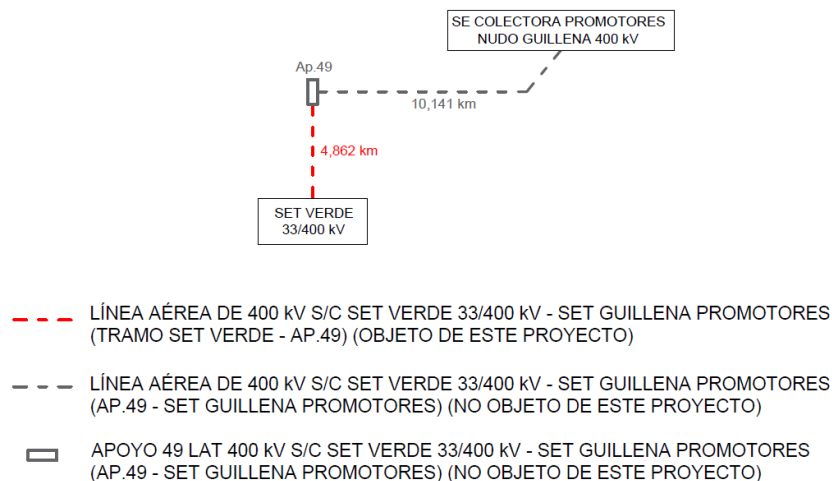 SE COLECTORA PROMOTORES
NUDO GUILLENA 400 kV
Ap.49
10,141 km
4,862 km
SET VERDE
33/400 kV
LÍNEA AÉREA DE 400 kV S/C SET VERDE 33/400 kV - SET GUILLENA PROMOTORES
(TRAMO SET VERDE - AP.49) (OBJETO DE ESTE PROYECTO)
LÍNEA AÉREA DE 400 kV S/C SET VERDE 33/400 kV - SET GUILLENA PROMOTORES
(AP.49 - SET GUILLENA PROMOTORES) (NO OBJETO DE ESTE PROYECTO)
APOYO 49 LAT 400 kV S/C SET VERDE 33/400 kV - SET GUILLENA PROMOTORES
(AP.49 - SET GUILLENA PROMOTORES) (NO OBJETO DE ESTE PROYECTO)